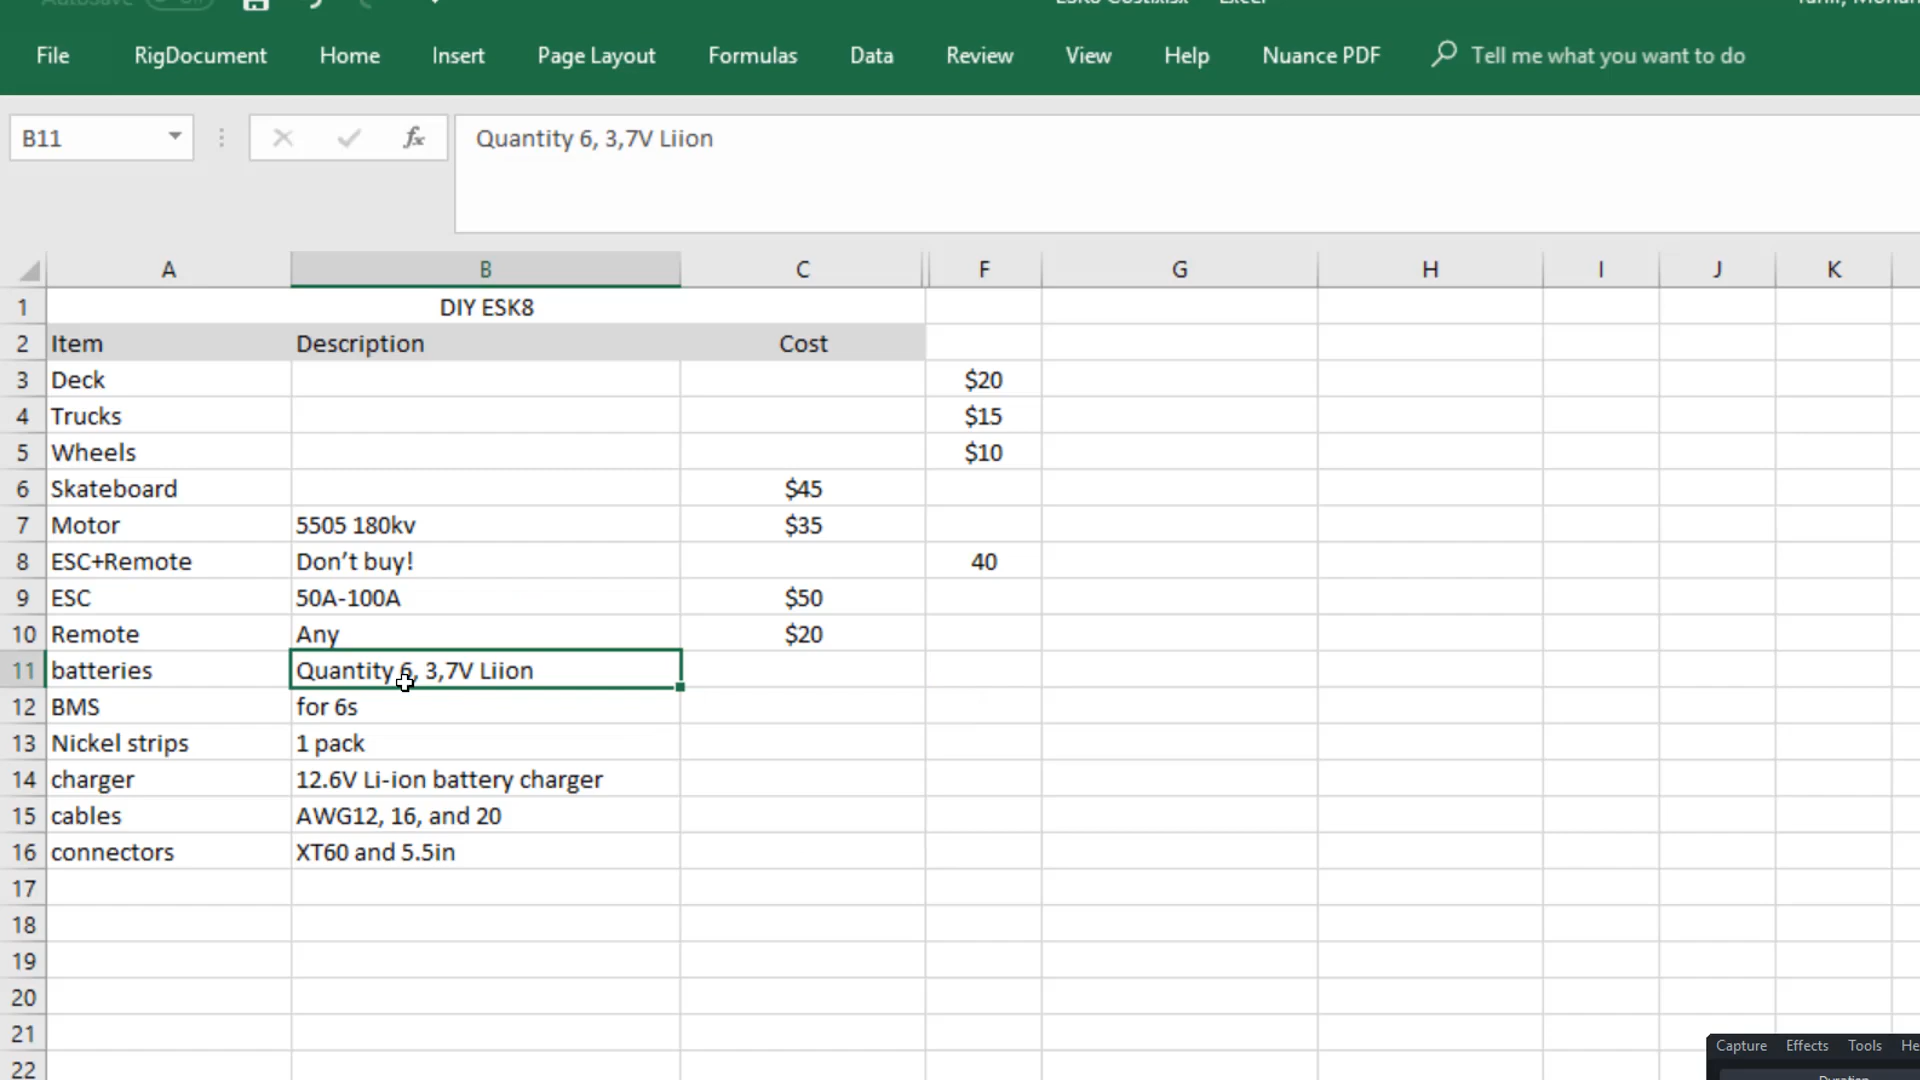 File RigDocument Home Insert Page Layout Formulas Data Review View Help Nuance PDF Tell me what you want to do
B11 fx Quantity 6, 3,7V Liion
A B C F G H I J K
1 DIY ESK8
2 Item Description Cost
3 Deck $20
4 Trucks $15
5 Wheels $10
6 Skateboard $45
7 Motor 5505 180kv $35
8 ESC+Remote Don’t buy! 40
9 ESC 50A-100A $50
10 Remote Any $20
11 batteries Quantity 6, 3,7V Liion
12 BMS for 6s
13 Nickel strips 1 pack
14 charger 12.6V Li-ion battery charger
15 cables AWG12, 16, and 20
16 connectors XT60 and 5.5in
17
18
19
20
21
22
Capture Effects Tools He